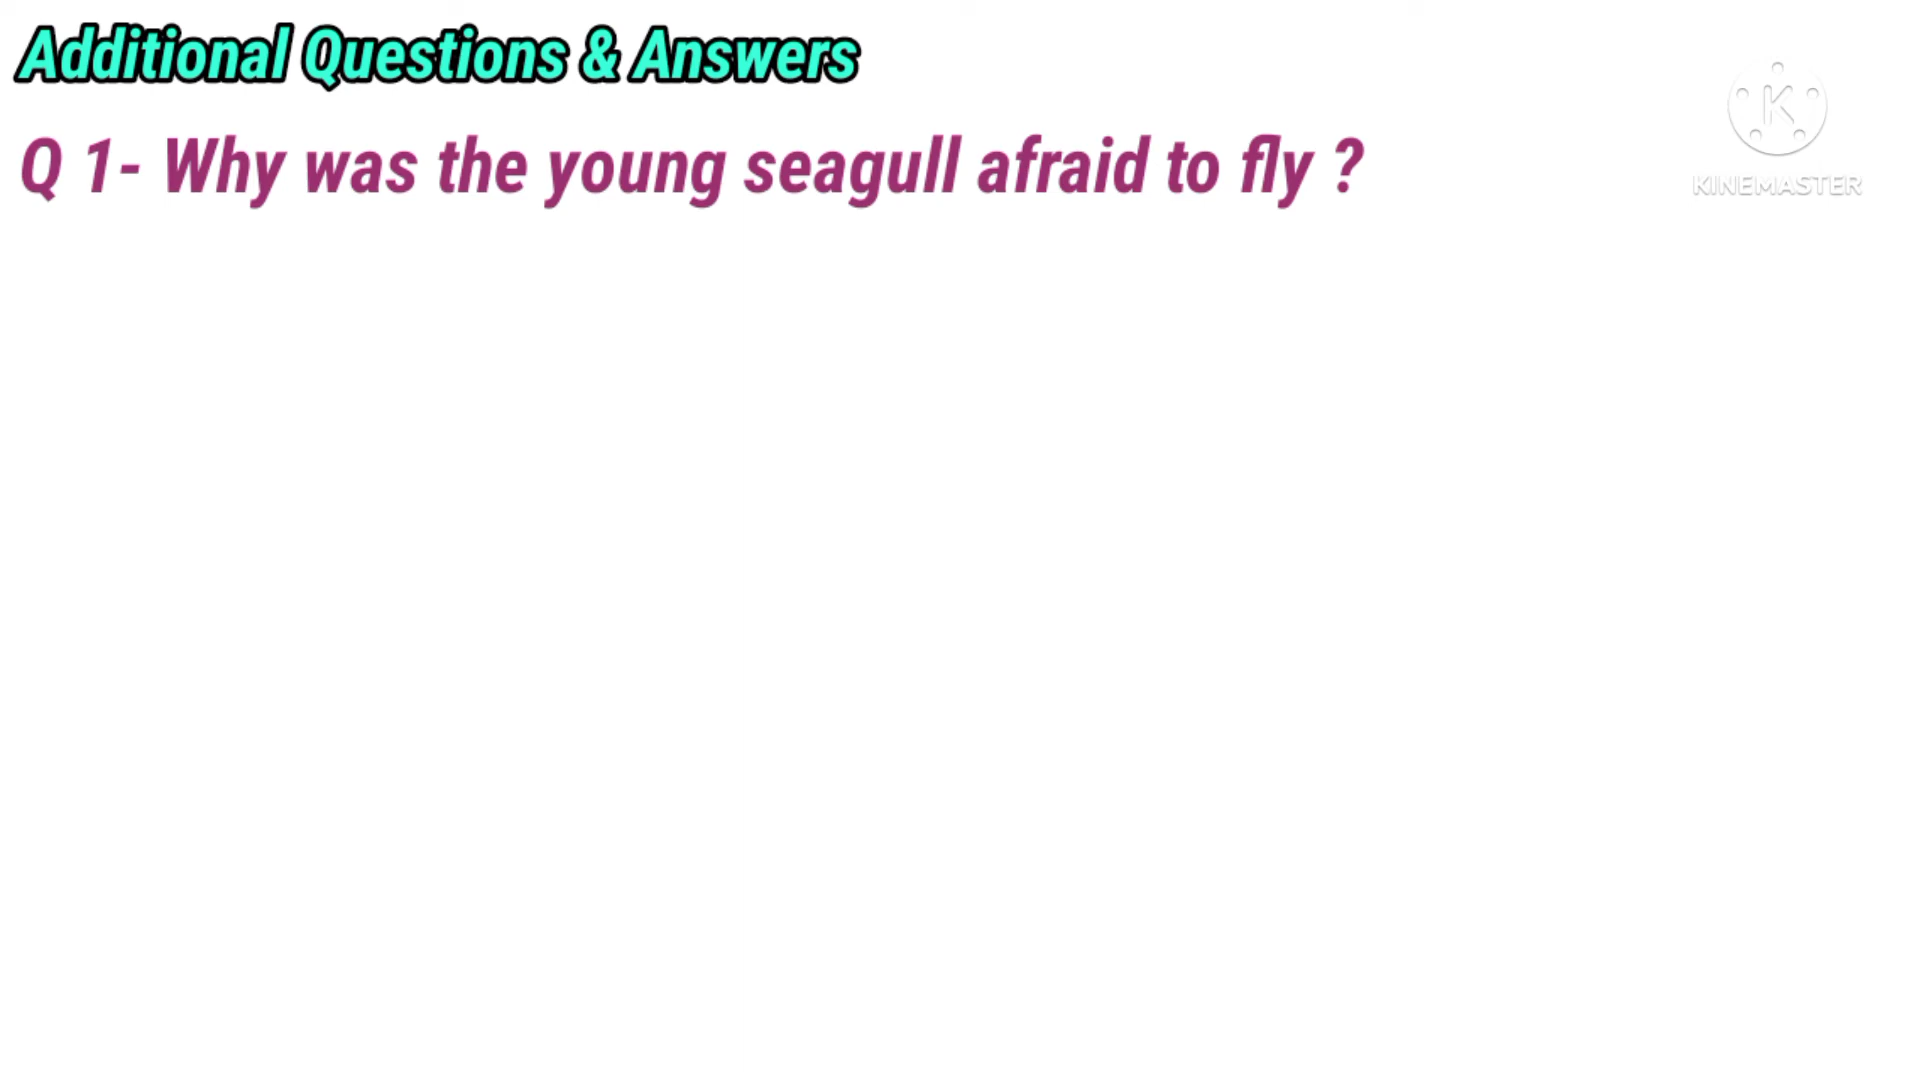 Additional Questions & Answers
Q 1- Why was the young seagull afraid to fly ?
K
KINEMASTER